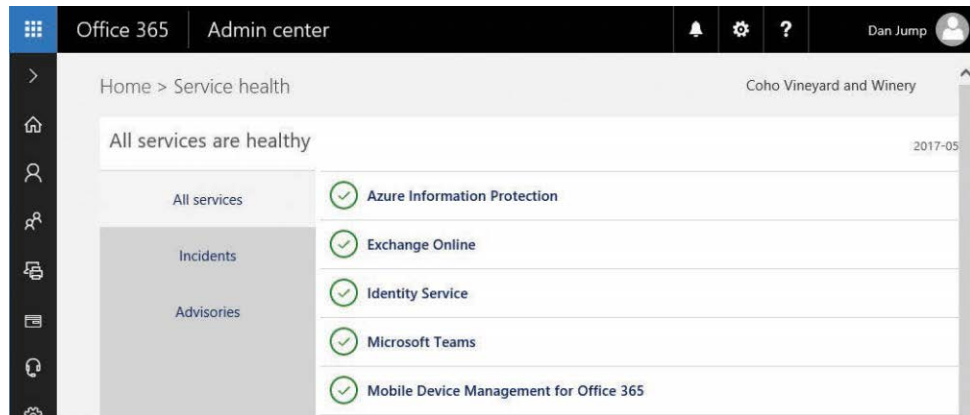 Office 365 Admin center ? Dan Jump
Home > Service health Coho Vineyard and Winery
All services are healthy 2017-05
All services
Incidents
Advisories
Azure Information Protection
Exchange Online
Identity Service
Microsoft Teams
Mobile Device Management for Office 365